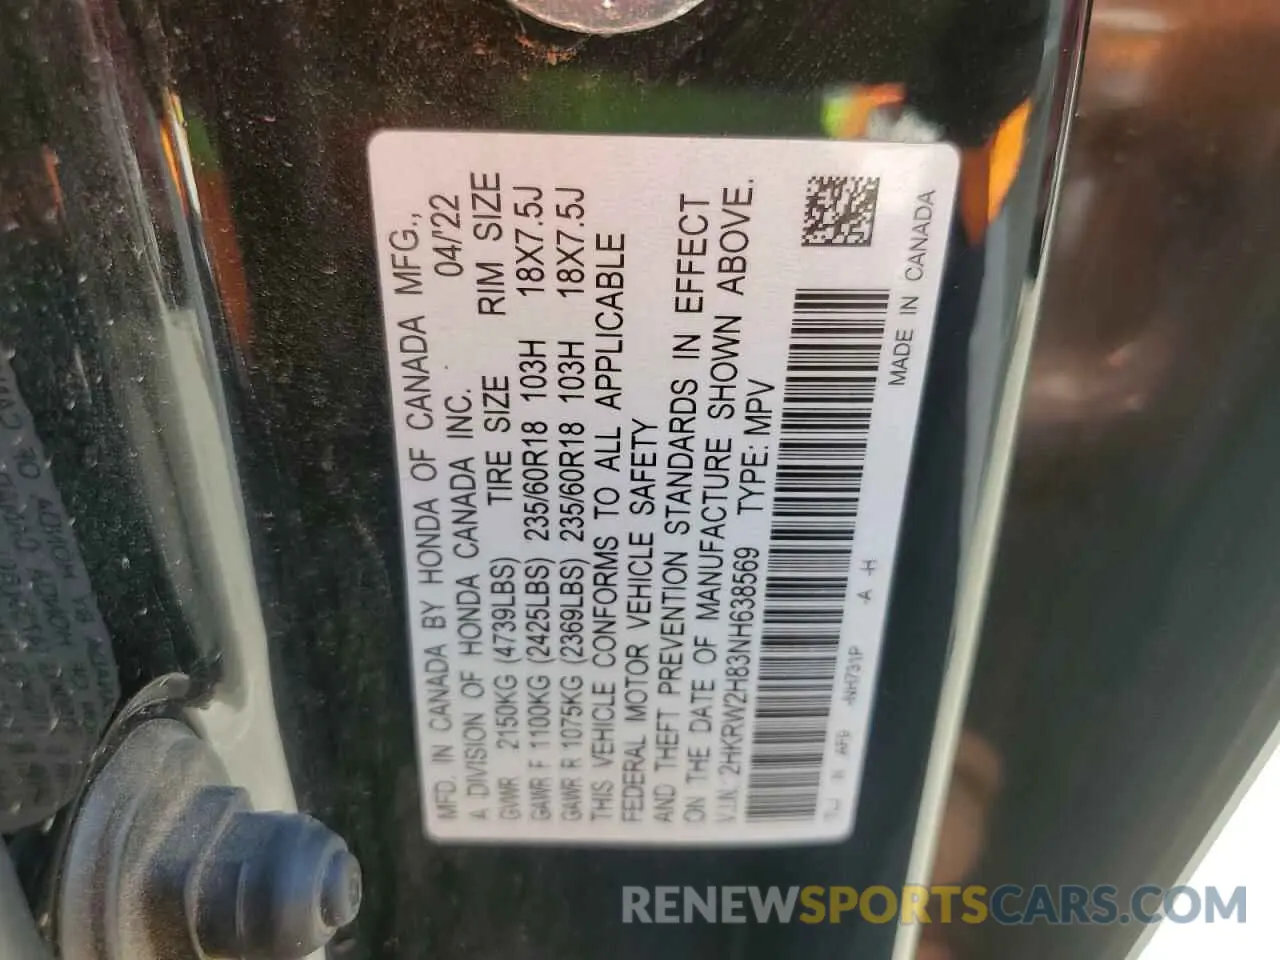 MFD. IN CANADA BY HONDA OF CANADA MFG.,
A DIVISION OF HONDA CANADA INC. 04/'22
GVWR 2150KG (4739LBS) TIRE SIZE RIM SIZE
GAWR F 1100KG (2425LBS) 235/60R18 103H 18X7.5J
GAWR R 1075KG (2369LBS) 235/60R18 103H 18X7.5J
THIS VEHICLE CONFORMS TO ALL APPLICABLE
FEDERAL MOTOR VEHICLE SAFETY
AND THEFT PREVENTION STANDARDS IN EFFECT
ON THE DATE OF MANUFACTURE SHOWN ABOVE.
V.I.N.: 2HKRW2H83NH638569 TYPE: MPV
-NH731P -A -H
MADE IN CANADA
RENEWSPORTSCARS.COM